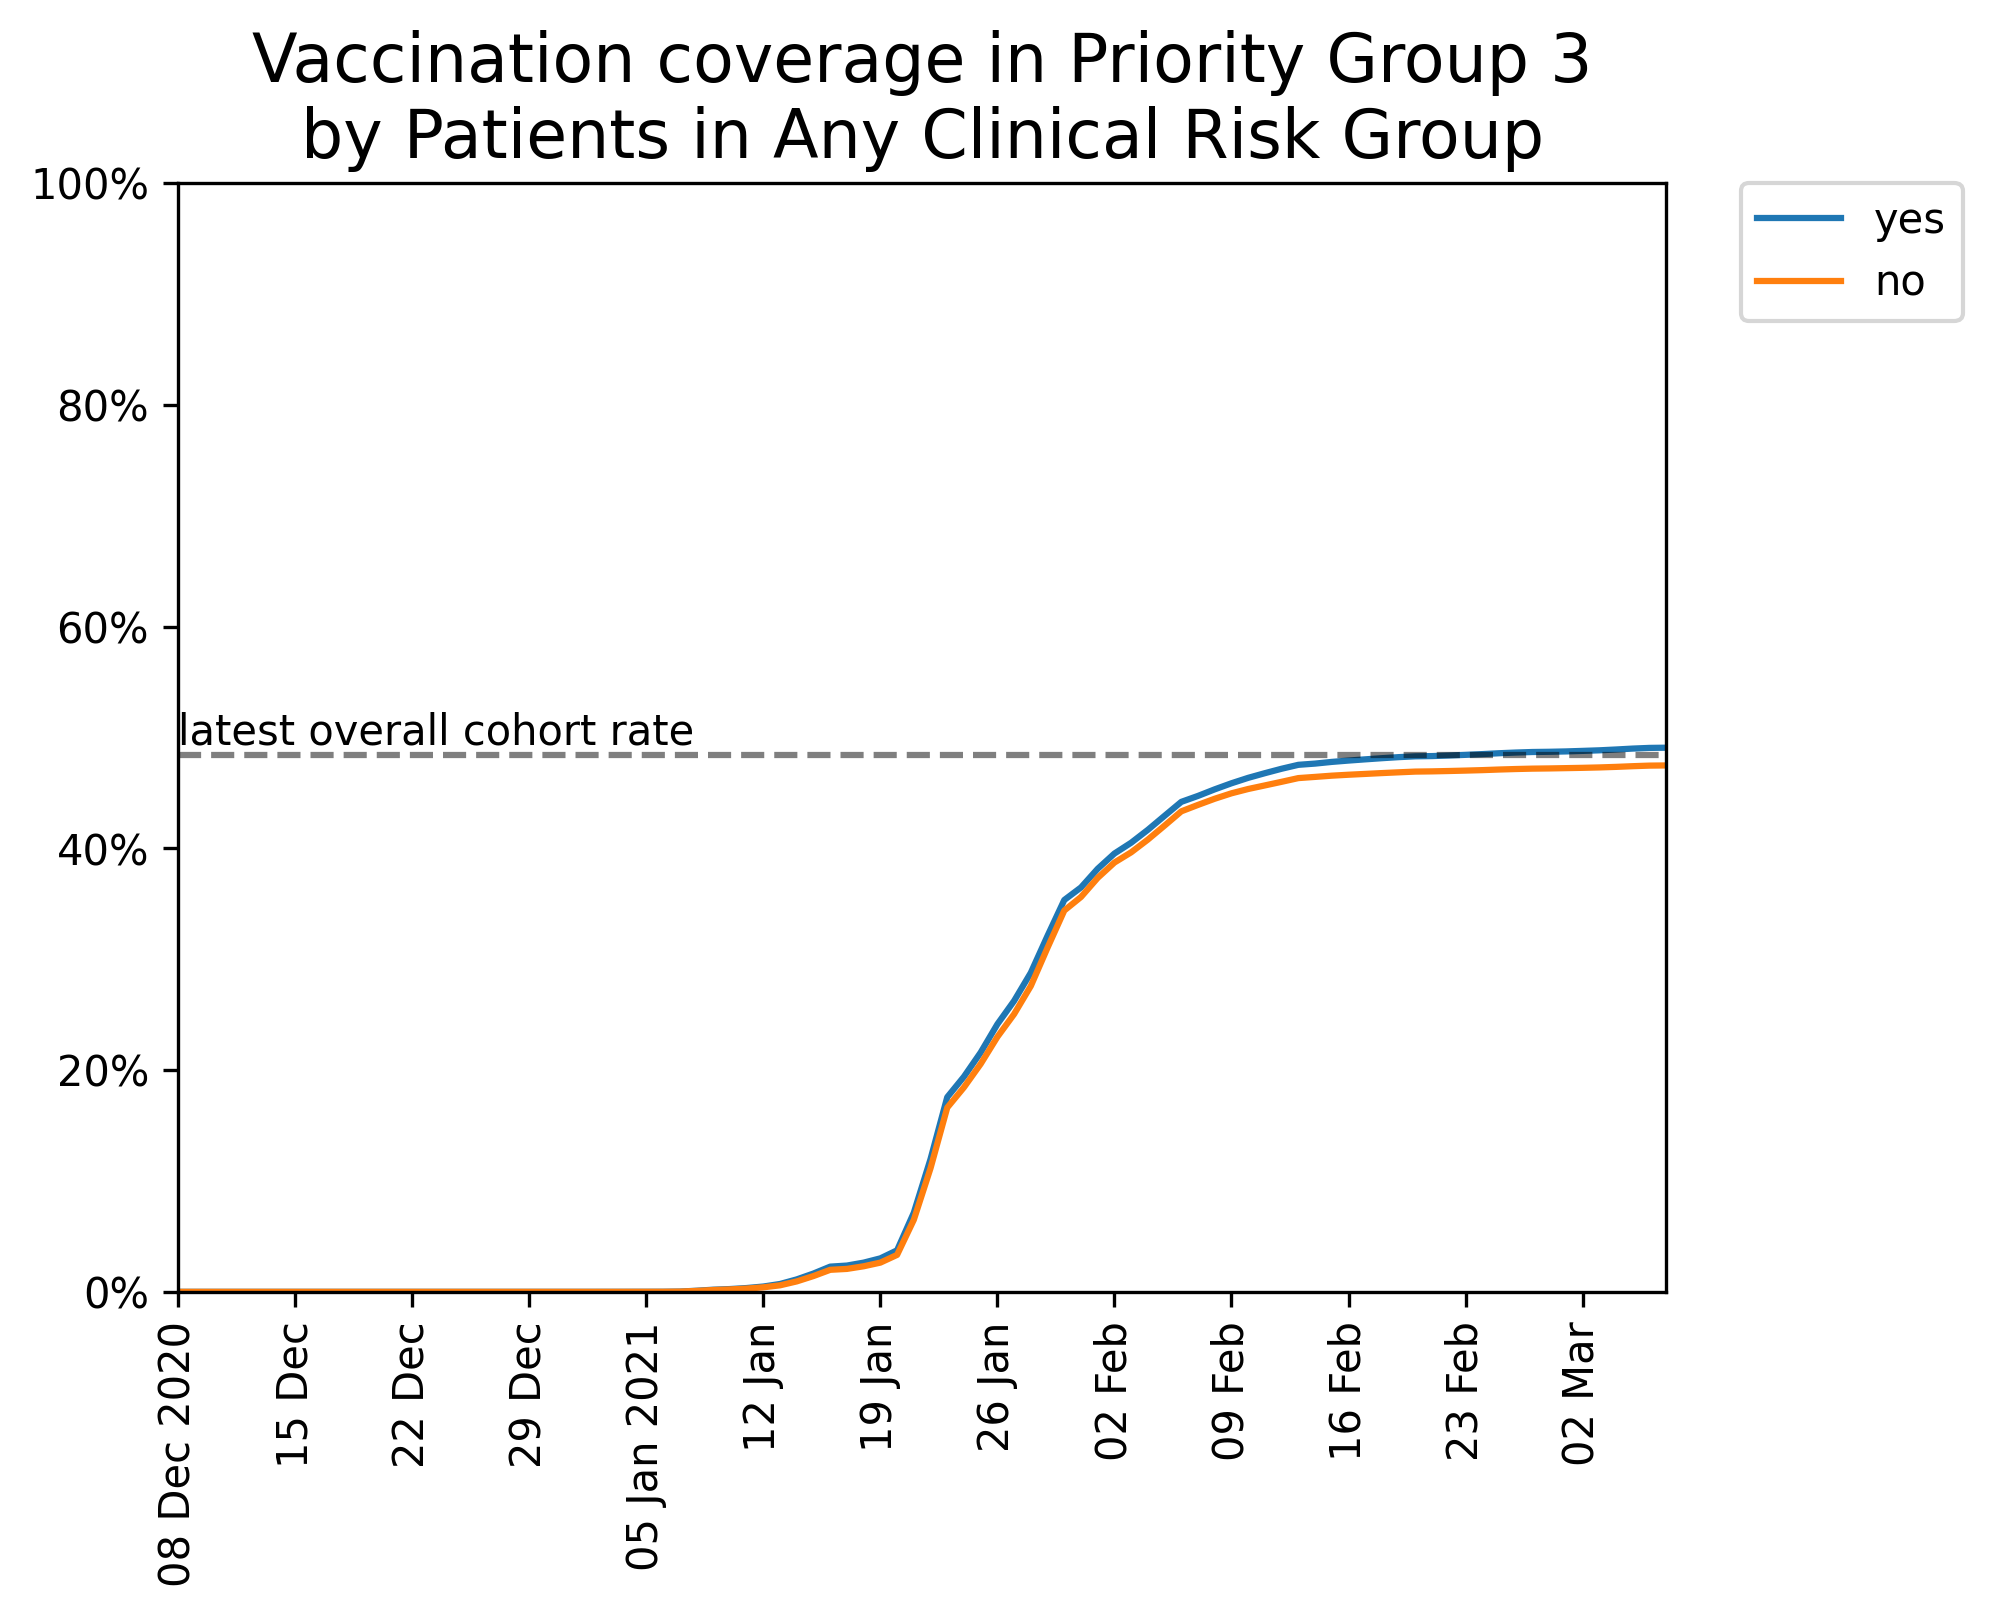 Vaccination coverage in Priority Group 3
by Patients in Any Clinical Risk Group
100%
80%
60%
40%
20%
0%
latest overall cohort rate
yes
no
08 Dec 2020
15 Dec
22 Dec
29 Dec
05 Jan 2021
12 Jan
19 Jan
26 Jan
02 Feb
09 Feb
16 Feb
23 Feb
02 Mar